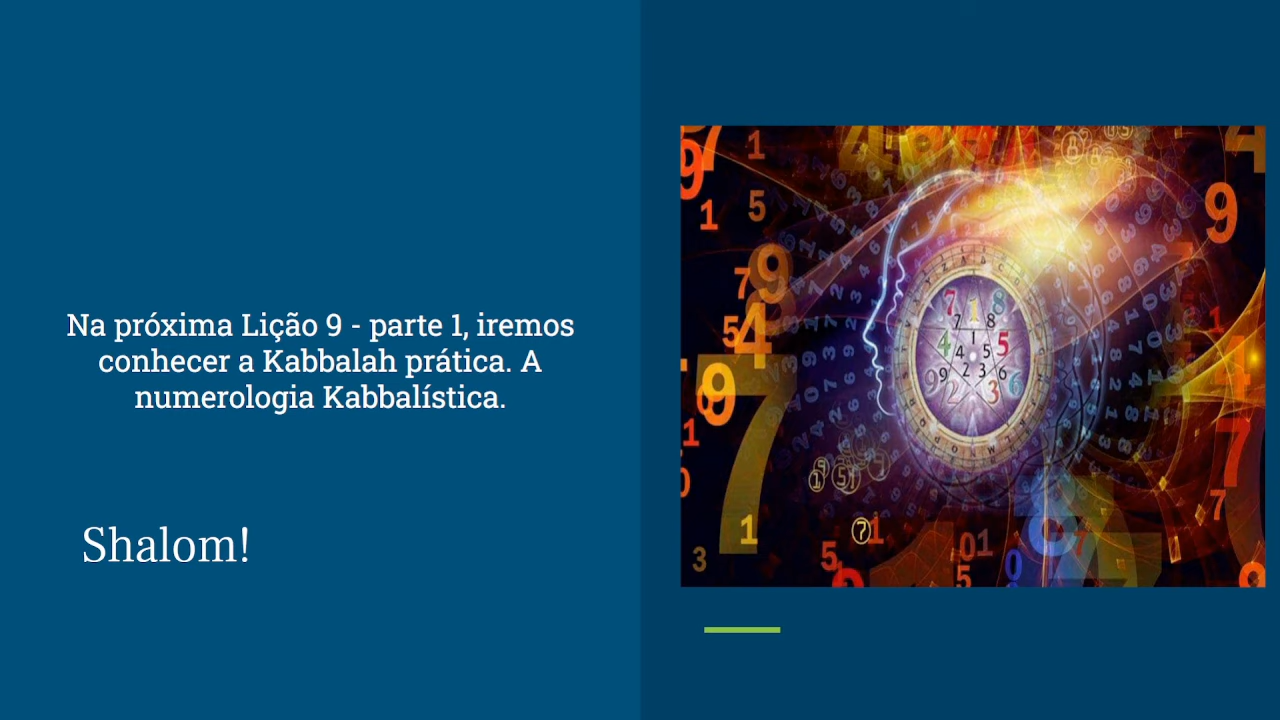 Na próxima Lição 9 - parte 1, iremos
conhecer a Kabbalah prática. A
numerologia Kabbalística.
Shalom!